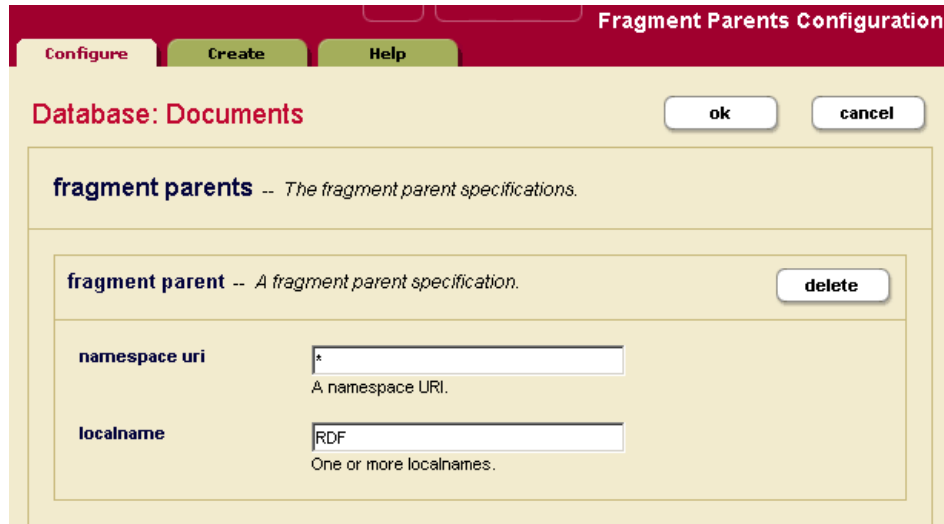 Fragment Parents Configuration
Configure Create Help
Database: Documents ok cancel
fragment parents -- The fragment parent specifications.
fragment parent -- A fragment parent specification. delete
namespace uri *
A namespace URI.
localname RDF
One or more localnames.